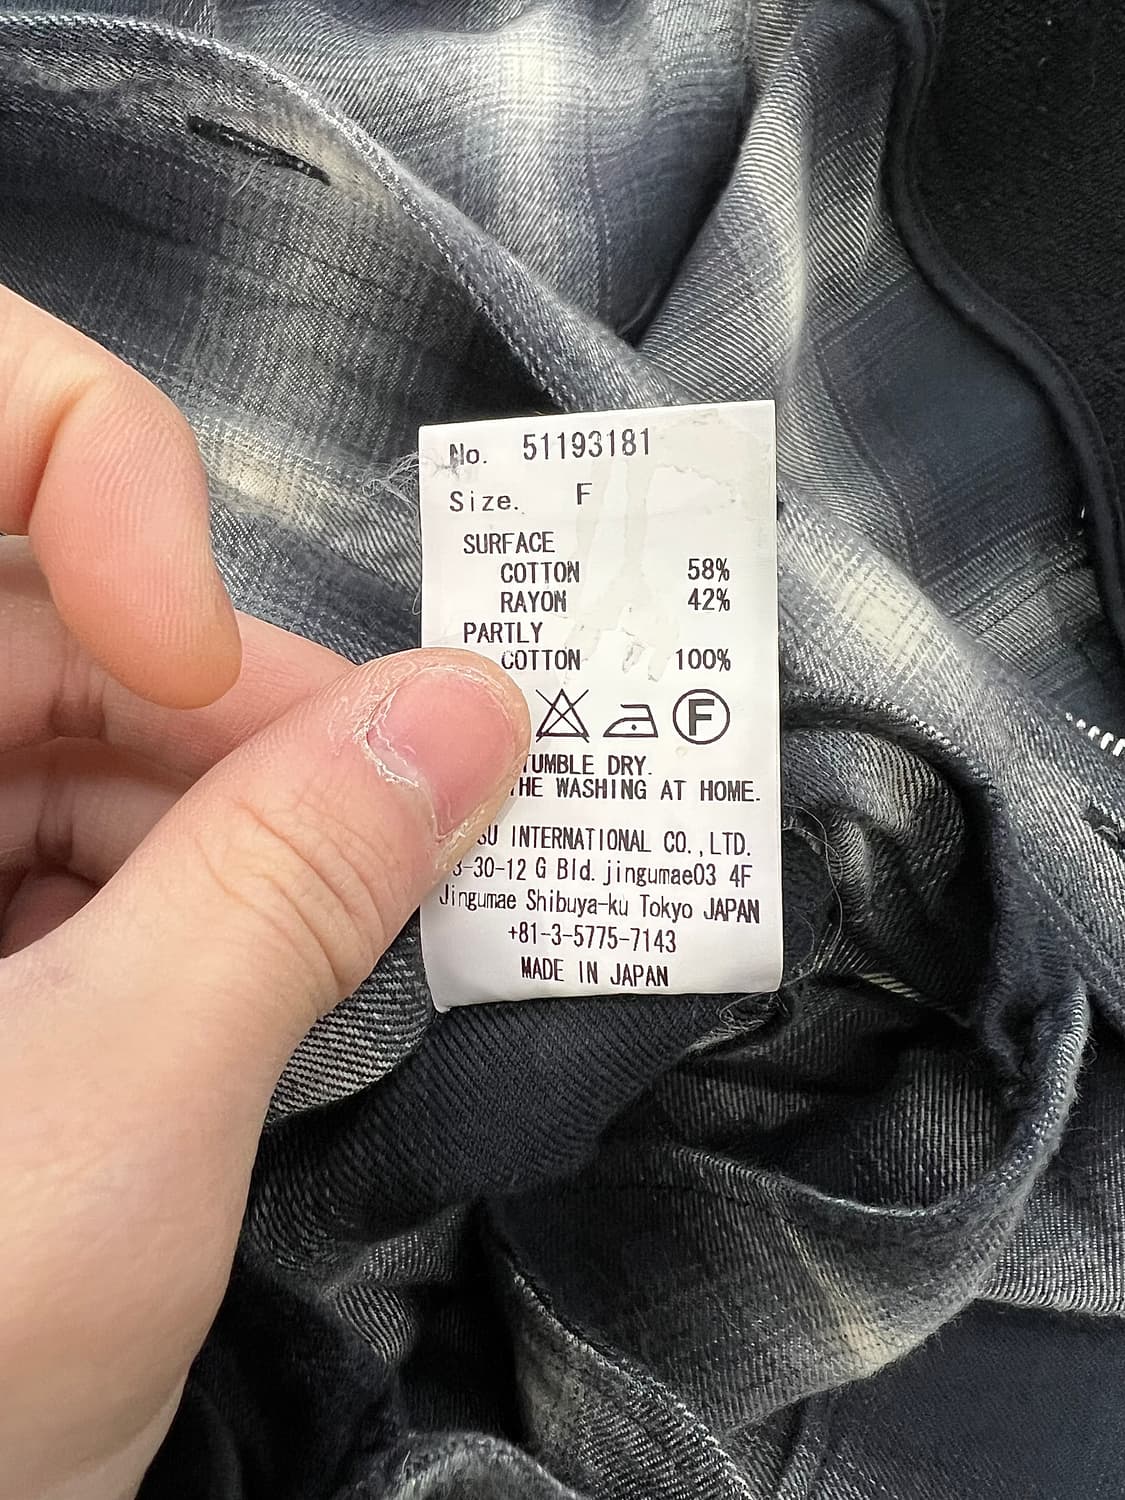 No. 51193181
Size. F
SURFACE
COTTON 58%
RAYON 42%
PARTLY
COTTON 100%
F
TUMBLE DRY.
THE WASHING AT HOME.
SU INTERNATIONAL CO.,LTD.
3-30-12 G Bld. jingumae03 4F
Jingumae Shibuya-ku Tokyo JAPAN
+81-3-5775-7143
MADE IN JAPAN